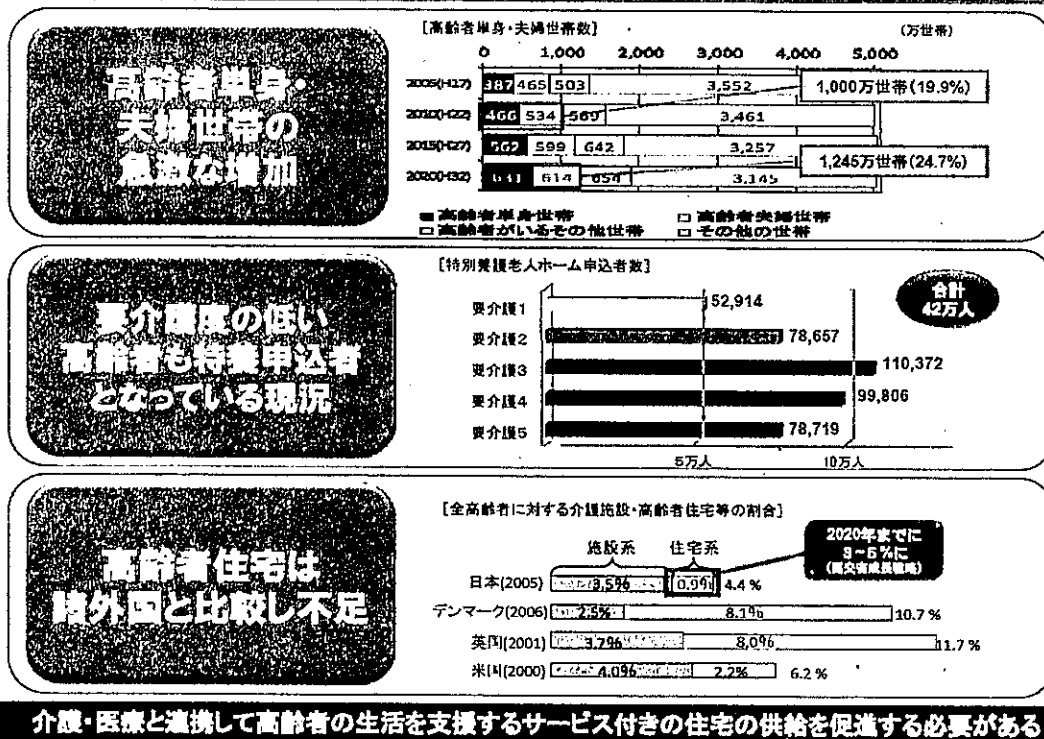 高齢者単身・
夫婦世帯の
急激な増加
[高齢者単身・夫婦世帯数]
(万世帯)
0 1,000 2,000 3,000 4,000 5,000
2005(H17) 387 465 503 3,552
1,000万世帯(19.9%)
2010(H22) 466 534 569 3,461
2015(H27) 562 599 642 3,257
1,245万世帯(24.7%)
2020(H32) 631 614 654 3,145
高齢者単身世帯 高齢者夫婦世帯
高齢者がいるその他世帯 その他の世帯
要介護度の低い
高齢者も特養申込者
となっている現況
[特別養護老人ホーム申込者数]
合計
42万人
要介護1 52,914
要介護2 78,657
要介護3 110,372
要介護4 99,806
要介護5 78,719
5万人 10万人
高齢者住宅は
諸外国と比較し不足
[全高齢者に対する介護施設・高齢者住宅等の割合]
施設系 住宅系
2020年までに
3~5%に
(国交省成長戦略)
日本(2005) 3.5% 0.9% 4.4%
デンマーク(2006) 2.5% 8.1% 10.7%
英国(2001) 3.7% 8.0% 11.7%
米国(2000) 4.0% 2.2% 6.2%
介護・医療と連携して高齢者の生活を支援するサービス付きの住宅の供給を促進する必要がある